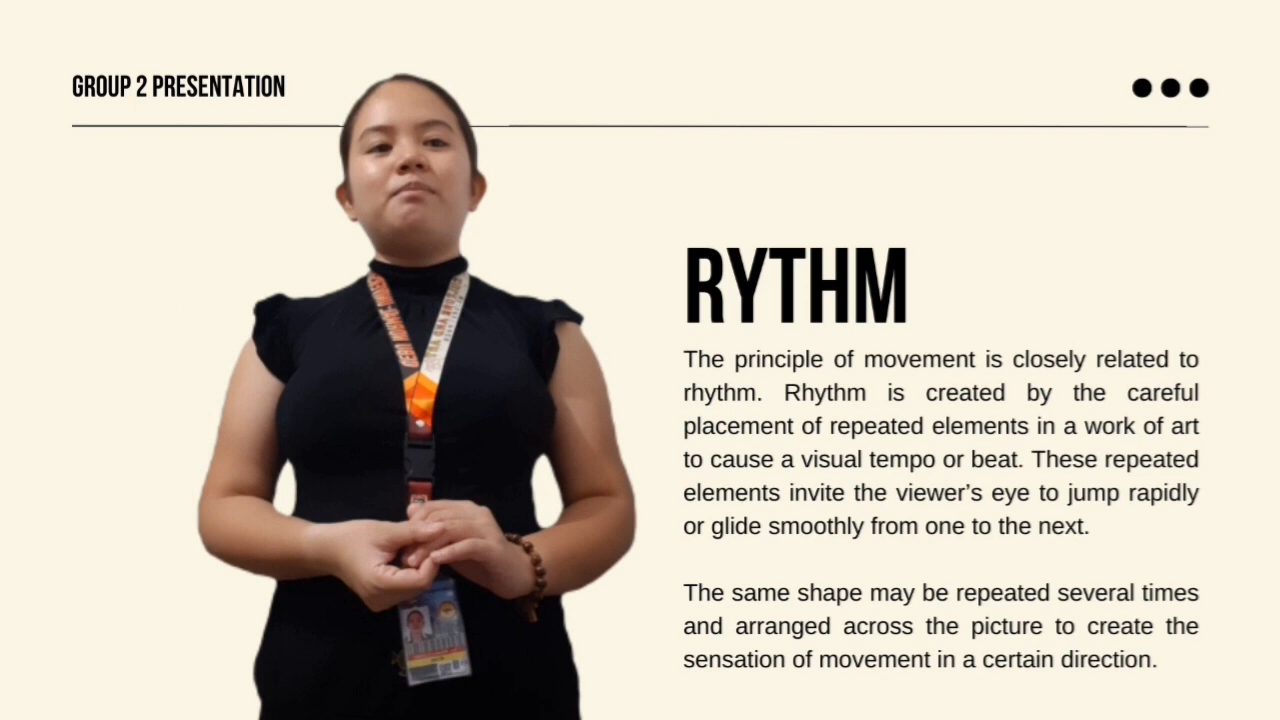 GROUP 2 PRESENTATION
RYTHM
The principle of movement is closely related to
rhythm. Rhythm is created by the careful
placement of repeated elements in a work of art
to cause a visual tempo or beat. These repeated
elements invite the viewer’s eye to jump rapidly
or glide smoothly from one to the next.
The same shape may be repeated several times
and arranged across the picture to create the
sensation of movement in a certain direction.